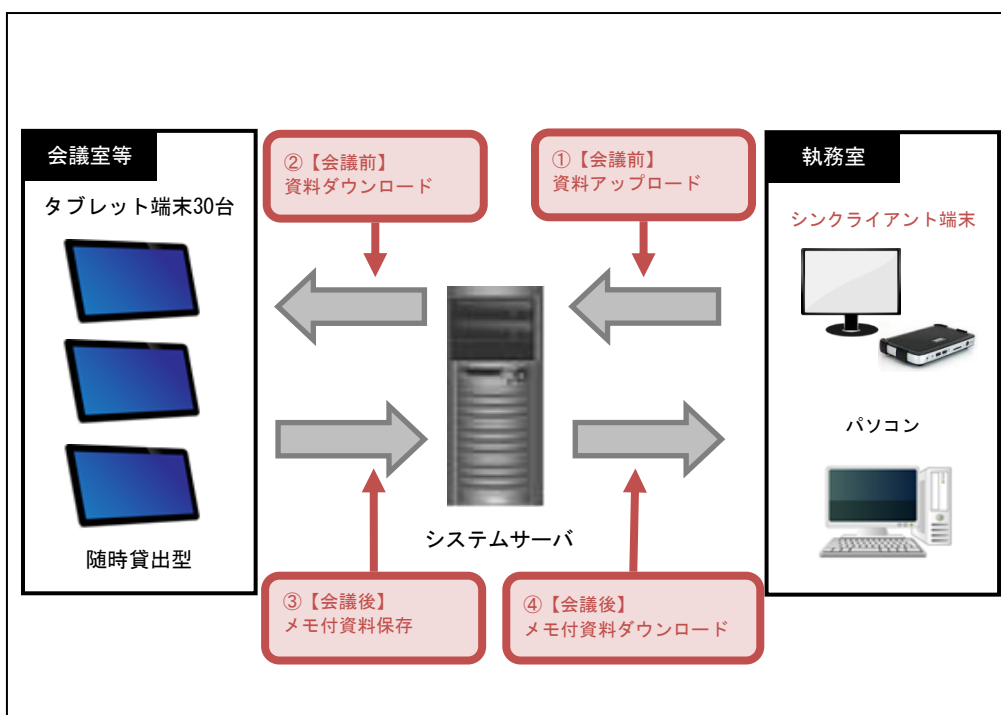 会議室等
タブレット端末30台
随時貸出型
②【会議前】
資料ダウンロード
①【会議前】
資料アップロード
システムサーバ
③【会議後】
メモ付資料保存
④【会議後】
メモ付資料ダウンロード
執務室
シンクライアント端末
パソコン